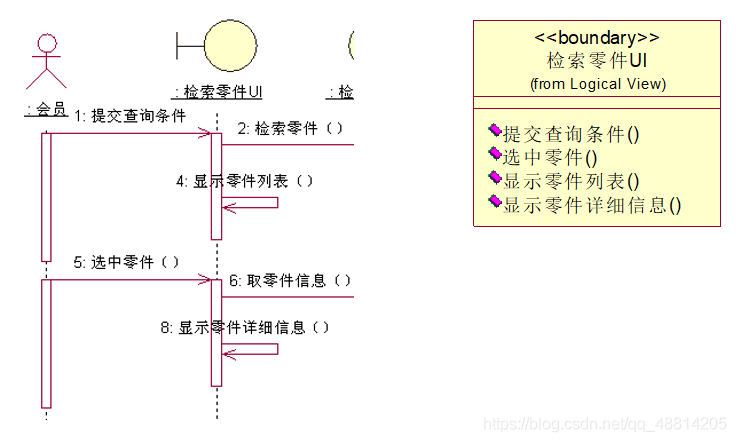 : 会员
: 检索零件UI
: 检
1: 提交查询条件
2: 检索零件（）
4: 显示零件列表（）
5: 选中零件（）
6: 取零件信息（）
8: 显示零件详细信息（）
<<boundary>>
检索零件UI
(from Logical View)
提交查询条件()
选中零件()
显示零件列表()
显示零件详细信息()
https://blog.csdn.net/qq_48814205